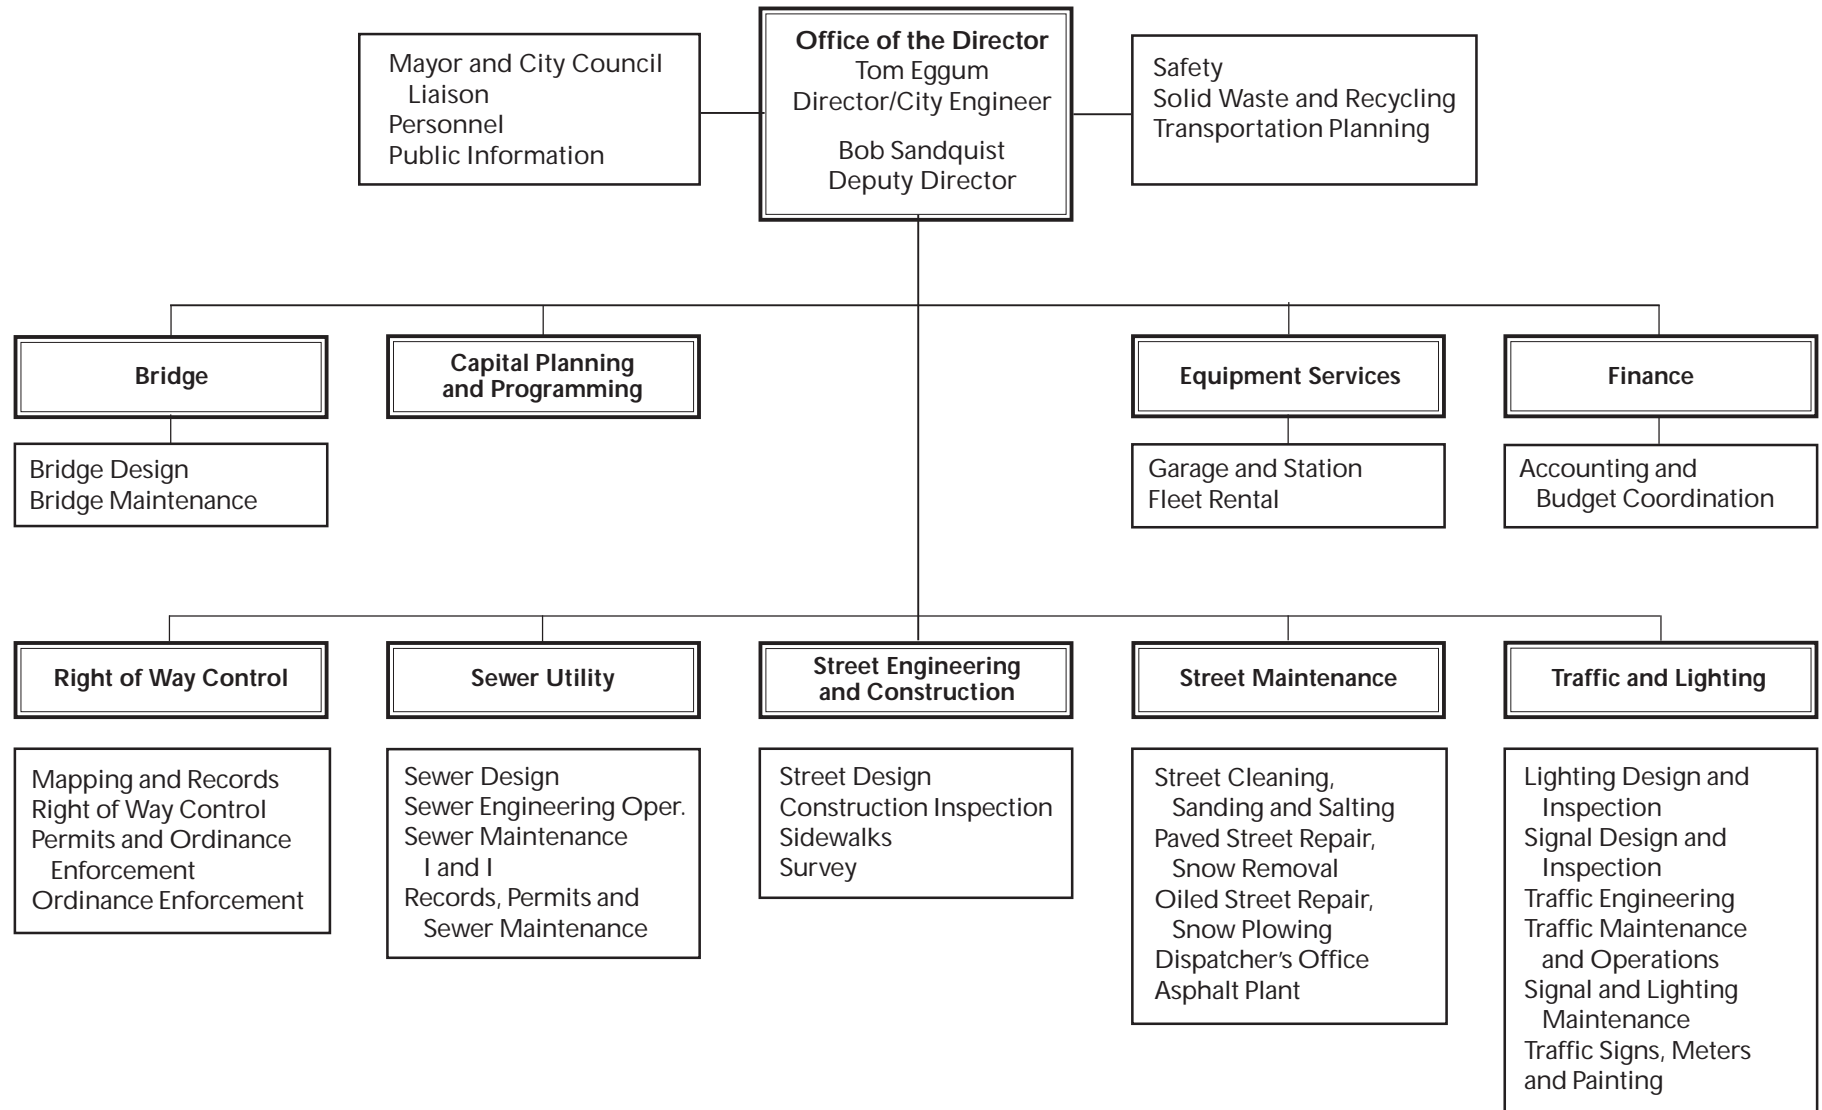 Mayor and City Council
Liaison
Personnel
Public Information
Office of the Director
Tom Eggum
Director/City Engineer
Bob Sandquist
Deputy Director
Safety
Solid Waste and Recycling
Transportation Planning
Bridge
Capital Planning
and Programming
Equipment Services
Finance
Bridge Design
Bridge Maintenance
Garage and Station
Fleet Rental
Accounting and
Budget Coordination
Right of Way Control
Sewer Utility
Street Engineering
and Construction
Street Maintenance
Traffic and Lighting
Mapping and Records
Right of Way Control
Permits and Ordinance
Enforcement
Ordinance Enforcement
Sewer Design
Sewer Engineering Oper.
Sewer Maintenance
I and I
Records, Permits and
Sewer Maintenance
Street Design
Construction Inspection
Sidewalks
Survey
Street Cleaning,
Sanding and Salting
Paved Street Repair,
Snow Removal
Oiled Street Repair,
Snow Plowing
Dispatcher's Office
Asphalt Plant
Lighting Design and
Inspection
Signal Design and
Inspection
Traffic Engineering
Traffic Maintenance
and Operations
Signal and Lighting
Maintenance
Traffic Signs, Meters
and Painting